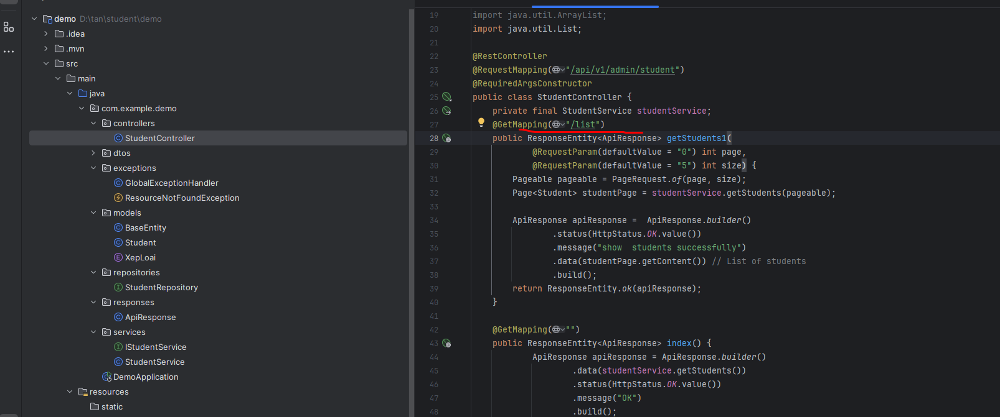 demo D:\tan\student\demo
.idea
.mvn
src
main
java
com.example.demo
controllers
StudentController
dtos
exceptions
GlobalExceptionHandler
ResourceNotFoundException
models
BaseEntity
Student
XepLoai
repositories
StudentRepository
responses
ApiResponse
services
IStudentService
StudentService
DemoApplication
resources
static
19 import java.util.ArrayList;
20 import java.util.List;
21
22 @RestController
23 @RequestMapping("/api/v1/admin/student")
24 @RequiredArgsConstructor
25 public class StudentController {
26 private final StudentService studentService;
27 @GetMapping("/list")
28 public ResponseEntity<ApiResponse> getStudents1(
29 @RequestParam(defaultValue = "0") int page,
30 @RequestParam(defaultValue = "5") int size) {
31 Pageable pageable = PageRequest.of(page, size);
32 Page<Student> studentPage = studentService.getStudents(pageable);
33
34 ApiResponse apiResponse =  ApiResponse.builder()
35 .status(HttpStatus.OK.value())
36 .message("show  students successfully")
37 .data(studentPage.getContent()) // List of students
38 .build();
39 return ResponseEntity.ok(apiResponse);
40 }
41
42 @GetMapping("")
43 public ResponseEntity<ApiResponse> index() {
44 ApiResponse apiResponse = ApiResponse.builder()
45 .data(studentService.getStudents())
46 .status(HttpStatus.OK.value())
47 .message("OK")
48 .build();